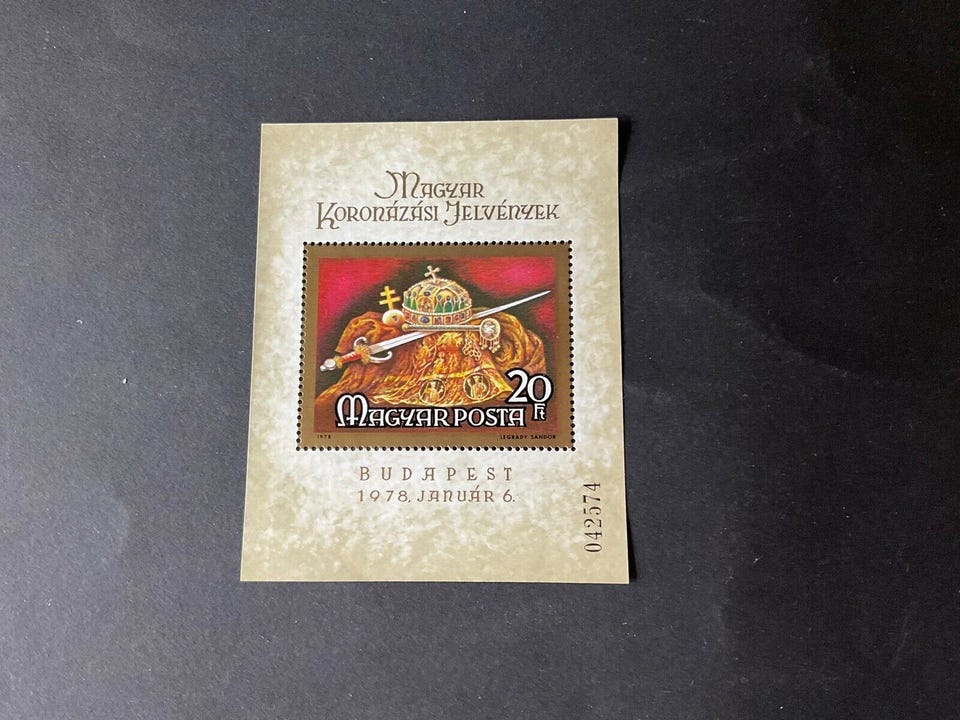 Magyar
Koronázási Jelvények
20
Ft
Magyar Posta
1978 LEGRÁDY SÁNDOR
BUDAPEST
1978. JANUÁR 6.
042574